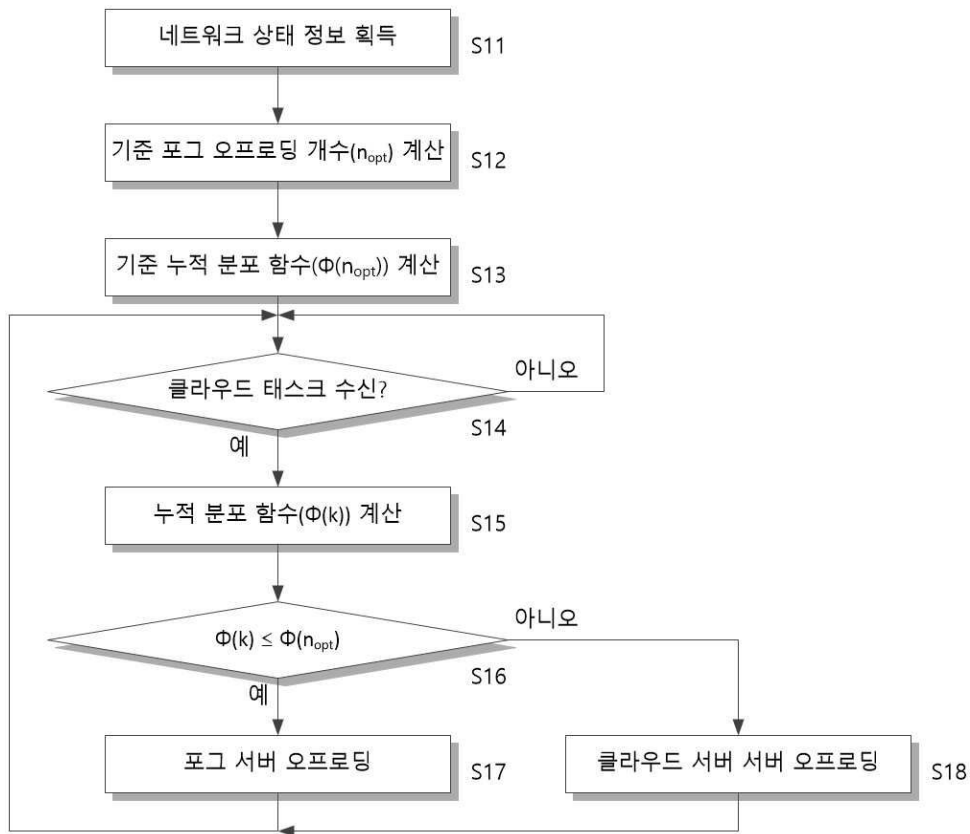 네트워크 상태 정보 획득
S11
기준 포그 오프로딩 개수(nopt) 계산
S12
기준 누적 분포 함수(Φ(nopt)) 계산
S13
클라우드 태스크 수신?
아니오
S14
예
누적 분포 함수(Φ(k)) 계산
S15
Φ(k) ≤ Φ(nopt)
아니오
S16
예
포그 서버 오프로딩
S17
클라우드 서버 서버 오프로딩
S18